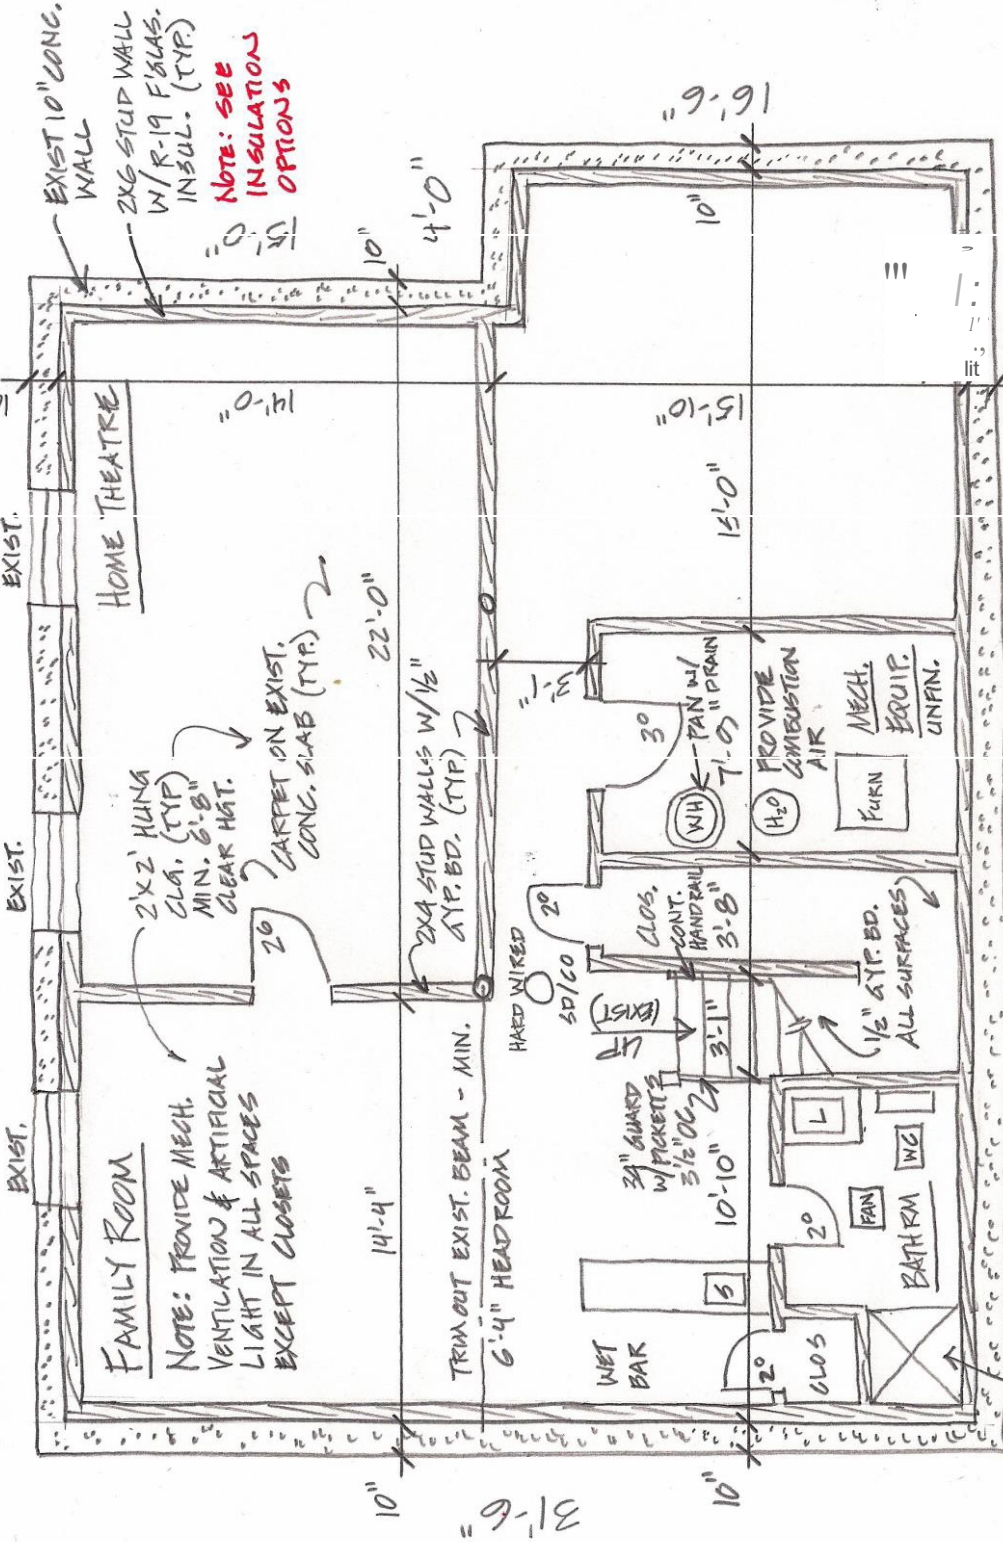 EXIST.
EXIST.
EXIST.
EXIST 10" CONC.
WALL
2X6 STUD WALL
W/ R-19 F'GLAS.
INSUL. (TYP.)
NOTE: SEE
INSULATION
OPTIONS
FAMILY ROOM
NOTE: PROVIDE MECH.
VENTILATION & ARTIFICIAL
LIGHT IN ALL SPACES
EXCEPT CLOSETS
2'X2' HUNG
CLG. (TYP)
MIN. 6'-8"
CLEAR HGT.
HOME THEATRE
CARPET ON EXIST.
CONC. SLAB (TYP.)
2⁶
14'-0"
10"
14'-4"
22'-0"
10"
4'-0"
2X4 STUD WALLS W/ ½"
GYP. BD. (TYP)
TRIM OUT EXIST. BEAM - MIN.
6'-4" HEADROOM
31'-6"
HARD WIRED
SD/CO
3'-1"
2⁰
3⁰
WET
BAR
S
34" GUARD
W/ PICKETTS
3½" OC
UP
(EXIST)
CLOS.
CONT.
HANDRAIL
WH
PAN W/
DRAIN
15'-10"
10"
10'-10"
3'-1"
3'-8"
7'-9"
15'-0"
10"
16'-6"
2⁰
CLOS
2⁰
FAN
WC
L
BATHRM
½" GYP. BD.
ALL SURFACES
H₂O
PROVIDE
COMBUSTION
AIR
FURN
MECH.
EQUIP.
UNFIN.
lit